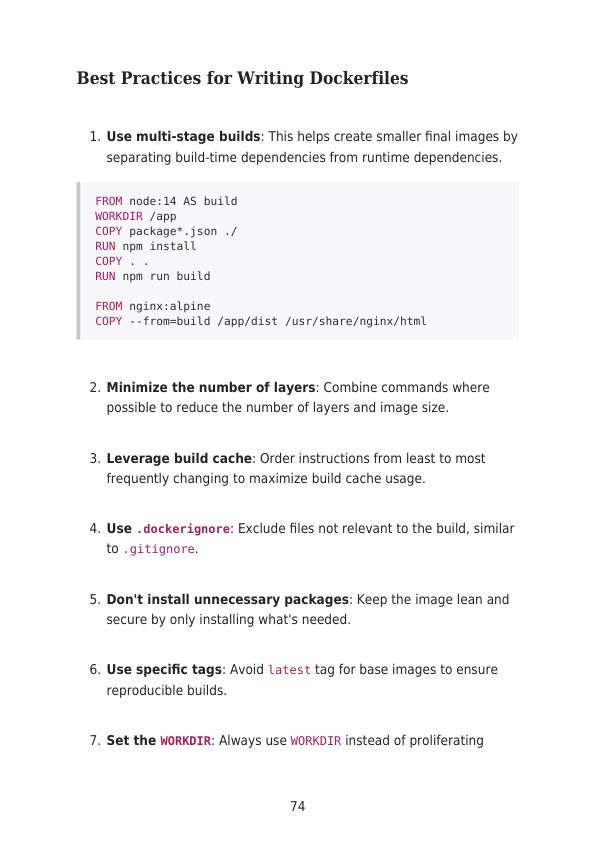 Best Practices for Writing Dockerfiles
1. Use multi-stage builds: This helps create smaller final images by
separating build-time dependencies from runtime dependencies.
FROM node:14 AS build
WORKDIR /app
COPY package*.json ./
RUN npm install
COPY . .
RUN npm run build
FROM nginx:alpine
COPY --from=build /app/dist /usr/share/nginx/html
2. Minimize the number of layers: Combine commands where
possible to reduce the number of layers and image size.
3. Leverage build cache: Order instructions from least to most
frequently changing to maximize build cache usage.
4. Use .dockerignore: Exclude files not relevant to the build, similar
to .gitignore.
5. Don't install unnecessary packages: Keep the image lean and
secure by only installing what's needed.
6. Use specific tags: Avoid latest tag for base images to ensure
reproducible builds.
7. Set the WORKDIR: Always use WORKDIR instead of proliferating
74